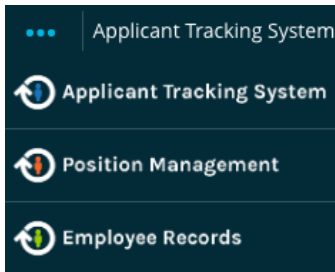 Applicant Tracking System
Applicant Tracking System
Position Management
Employee Records